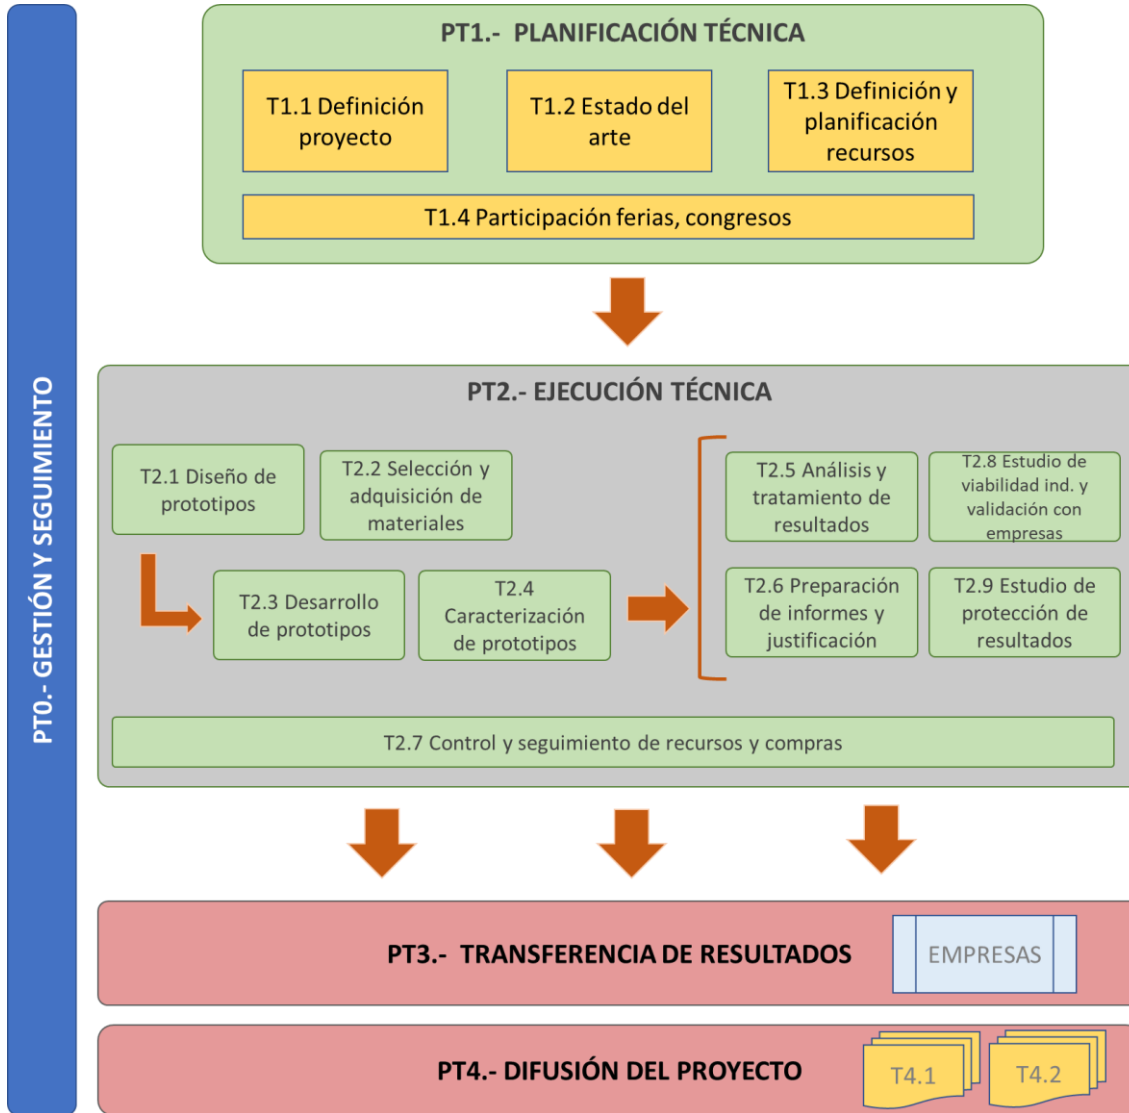 PT0.- GESTIÓN Y SEGUIMIENTO
PT1.- PLANIFICACIÓN TÉCNICA
T1.1 Definición
proyecto
T1.2 Estado del
arte
T1.3 Definición y
planificación
recursos
T1.4 Participación ferias, congresos
PT2.- EJECUCIÓN TÉCNICA
T2.1 Diseño de
prototipos
T2.2 Selección y
adquisición de
materiales
T2.3 Desarrollo
de prototipos
T2.4
Caracterización
de prototipos
T2.5 Análisis y
tratamiento de
resultados
T2.8 Estudio de
viabilidad ind. y
validación con
empresas
T2.6 Preparación
de informes y
justificación
T2.9 Estudio de
protección de
resultados
T2.7 Control y seguimiento de recursos y compras
PT3.- TRANSFERENCIA DE RESULTADOS
EMPRESAS
PT4.- DIFUSIÓN DEL PROYECTO
T4.1
T4.2